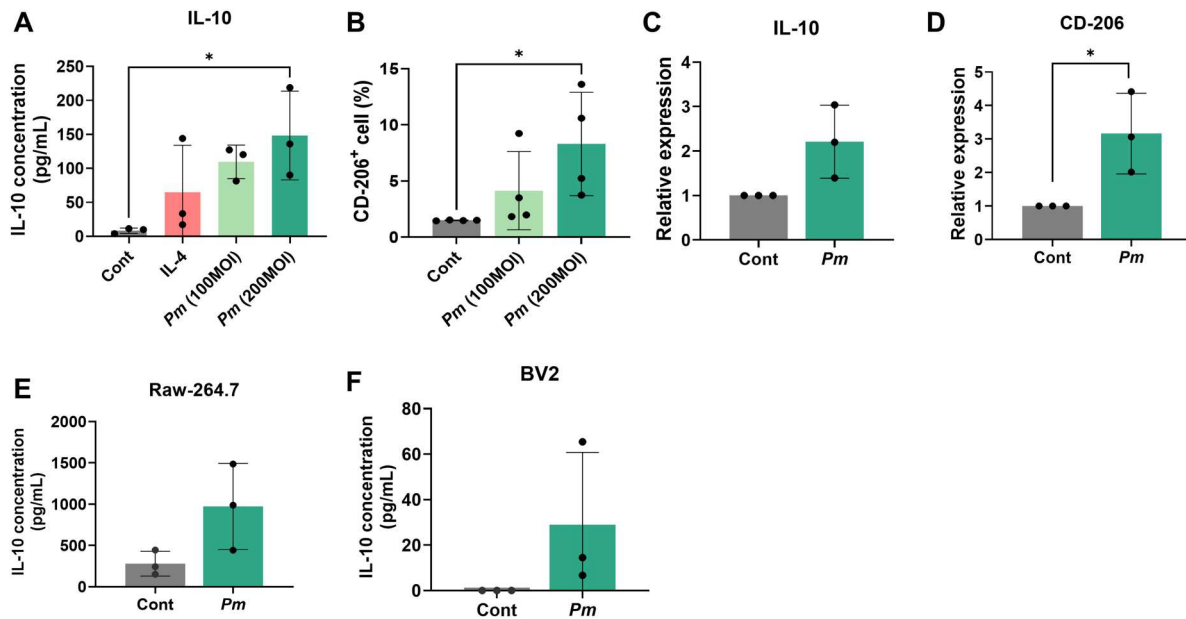 A
IL-10
IL-10 concentration
(pg/mL)
250
200
150
100
50
0
*
Cont
IL-4
Pm (100MOI)
Pm (200MOI)
B
CD-206+ cell (%)
15
10
5
0
*
Cont
Pm (100MOI)
Pm (200MOI)
C
IL-10
Relative expression
4
3
2
1
0
Cont
Pm
D
CD-206
Relative expression
5
4
3
2
1
0
*
Cont
Pm
E
Raw-264.7
IL-10 concentration
(pg/mL)
2000
1500
1000
500
0
Cont
Pm
F
BV2
IL-10 concentration
(pg/mL)
80
60
40
20
0
Cont
Pm